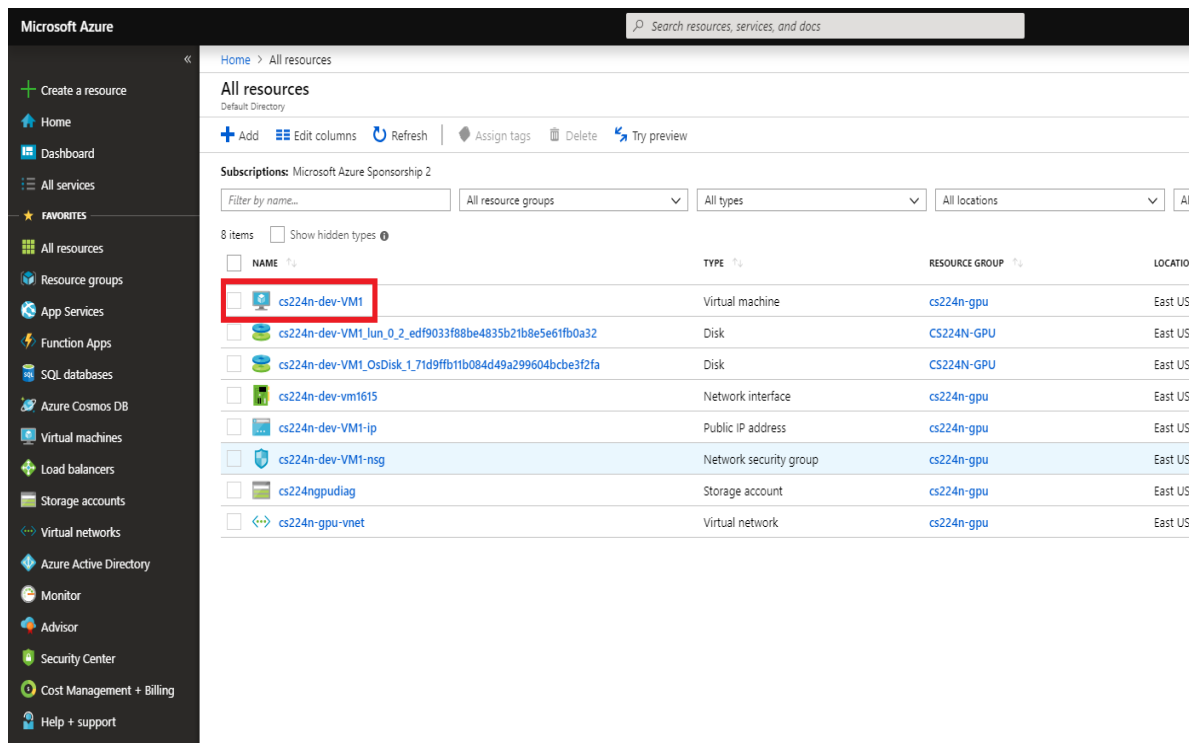 Microsoft Azure
Search resources, services, and docs
«
Create a resource
Home
Dashboard
All services
FAVORITES
All resources
Resource groups
App Services
Function Apps
SQL databases
Azure Cosmos DB
Virtual machines
Load balancers
Storage accounts
Virtual networks
Azure Active Directory
Monitor
Advisor
Security Center
Cost Management + Billing
Help + support
Home > All resources
All resources
Default Directory
Add Edit columns Refresh Assign tags Delete Try preview
Subscriptions: Microsoft Azure Sponsorship 2
Filter by name... All resource groups All types All locations Al
8 items Show hidden types
NAME TYPE RESOURCE GROUP LOCATIO
cs224n-dev-VM1 Virtual machine cs224n-gpu East US
cs224n-dev-VM1_lun_0_2_edf9033f88be4835b21b8e5e61fb0a32 Disk CS224N-GPU East US
cs224n-dev-VM1_OsDisk_1_71d9ffb11b084d49a299604bcbe3f2fa Disk CS224N-GPU East US
cs224n-dev-vm1615 Network interface cs224n-gpu East US
cs224n-dev-VM1-ip Public IP address cs224n-gpu East US
cs224n-dev-VM1-nsg Network security group cs224n-gpu East US
cs224ngpudiag Storage account cs224n-gpu East US
cs224n-gpu-vnet Virtual network cs224n-gpu East US